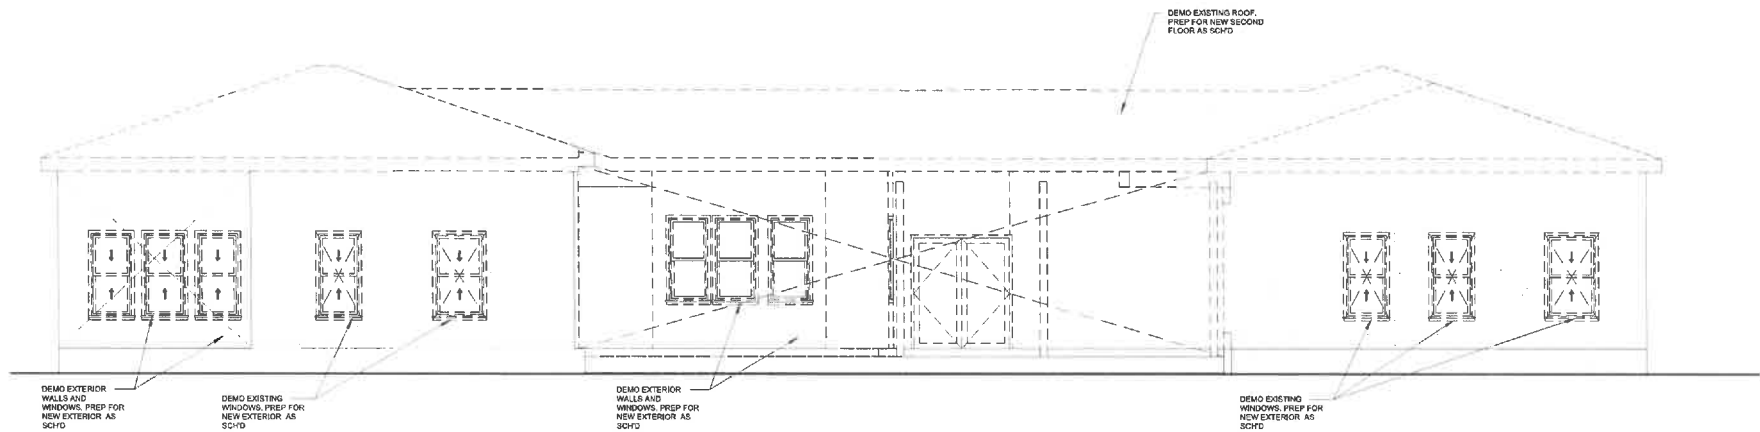 DEMO EXISTING ROOF.
PREP FOR NEW SECOND
FLOOR AS SCH'D
DEMO EXTERIOR
WALLS AND
WINDOWS. PREP FOR
NEW EXTERIOR AS
SCH'D
DEMO EXISTING
WINDOWS. PREP FOR
NEW EXTERIOR AS
SCH'D
DEMO EXTERIOR
WALLS AND
WINDOWS. PREP FOR
NEW EXTERIOR AS
SCH'D
DEMO EXISTING
WINDOWS. PREP FOR
NEW EXTERIOR AS
SCH'D